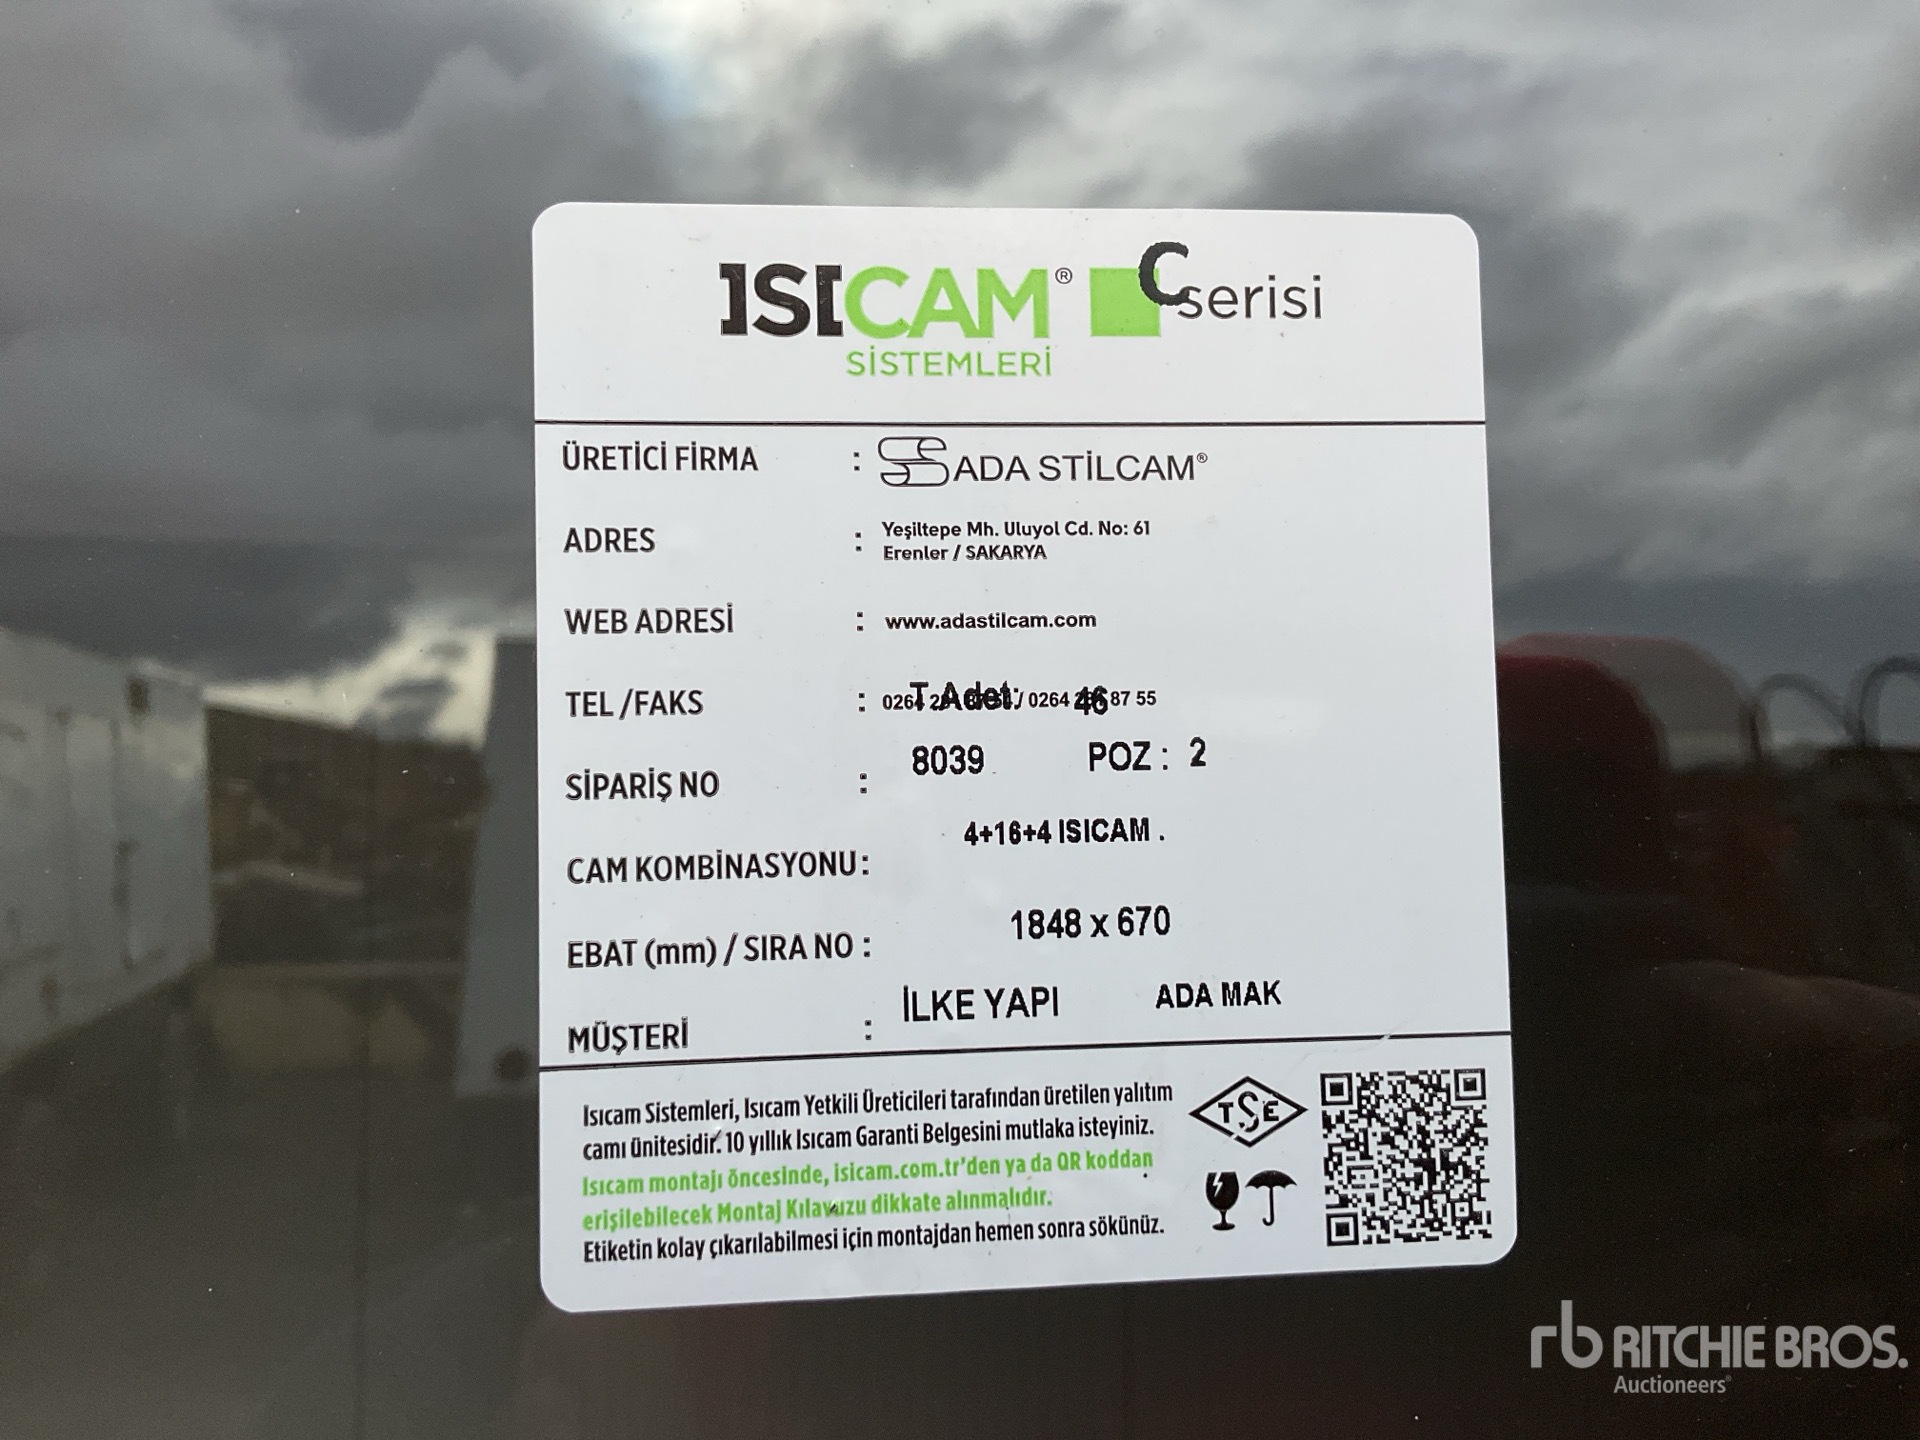 ISICAM® C serisi
SİSTEMLERİ
ÜRETİCİ FİRMA : ADA STİLCAM®
ADRES : Yeşiltepe Mh. Uluyol Cd. No: 61
Erenler / SAKARYA
WEB ADRESİ : www.adastilcam.com
TEL /FAKS : 0264 / 0264 87 55
T.Adet: 46
SİPARİŞ NO : 8039 POZ : 2
CAM KOMBİNASYONU: 4+16+4 ISICAM .
EBAT (mm) / SIRA NO : 1848 x 670
MÜŞTERİ : İLKE YAPI ADA MAK
Isıcam Sistemleri, Isıcam Yetkili Üreticileri tarafından üretilen yalıtım
camı ünitesidir. 10 yıllık Isıcam Garanti Belgesini mutlaka isteyiniz.
Isıcam montajı öncesinde, isicam.com.tr'den ya da QR koddan
erişilebilecek Montaj Kılavuzu dikkate alınmalıdır.
Etiketin kolay çıkarılabilmesi için montajdan hemen sonra sökünüz.
TSE
rb RITCHIE BROS.
Auctioneers®